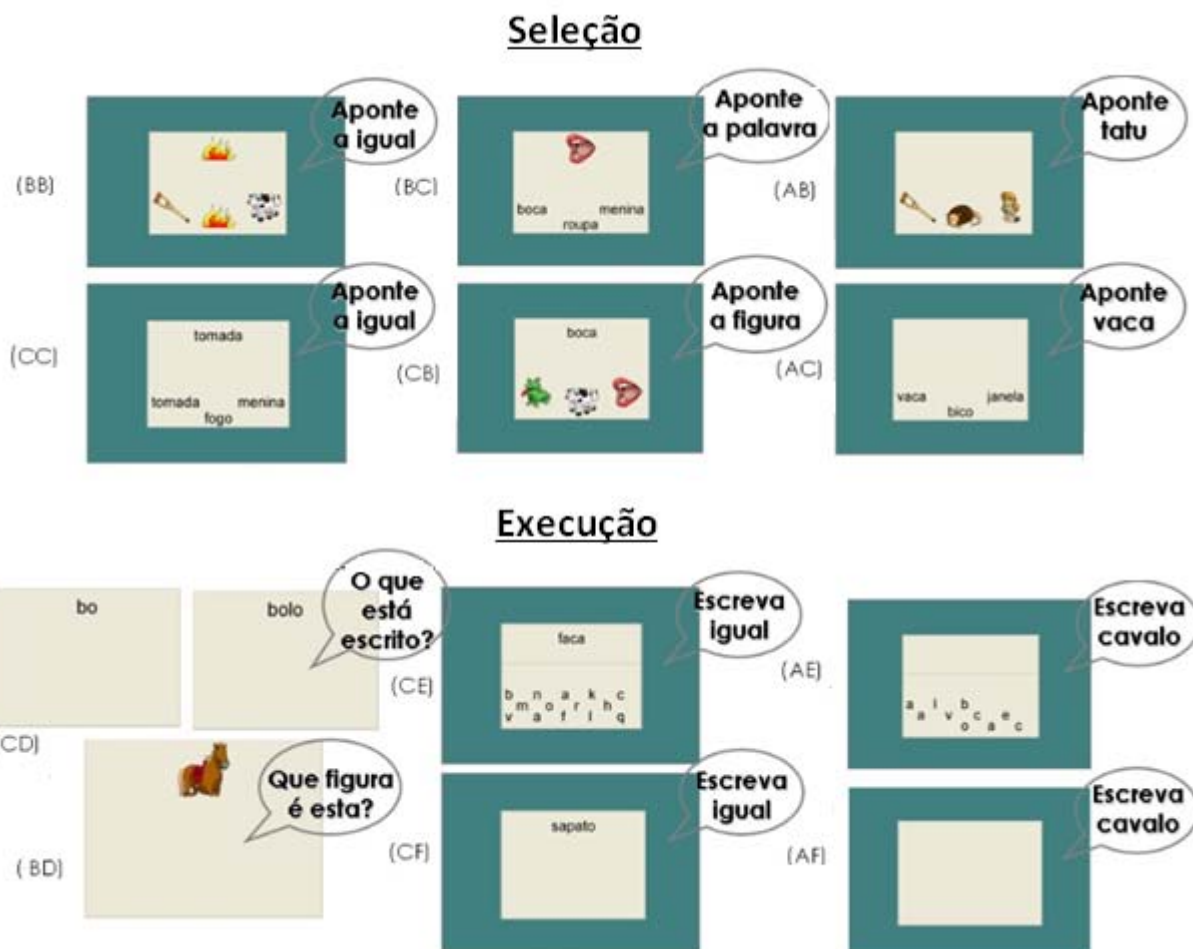 Seleção
(BB)
Aponte
a igual
(BC)
Aponte
a palavra
boca menina
roupa
(AB)
Aponte
tatu
(CC)
Aponte
a igual
tomada
tomada menina
fogo
(CB)
Aponte
a figura
boca
(AC)
Aponte
vaca
vaca janela
bico
Execução
bo
bolo
O que
está
escrito?
CD)
(CE)
Escreva
igual
faca
b n a k c
m o r h
v a f l q
(AE)
Escreva
cavalo
a l b
a v c e
o a c
(BD)
Que figura
é esta?
(CF)
Escreva
igual
sapato
(AF)
Escreva
cavalo